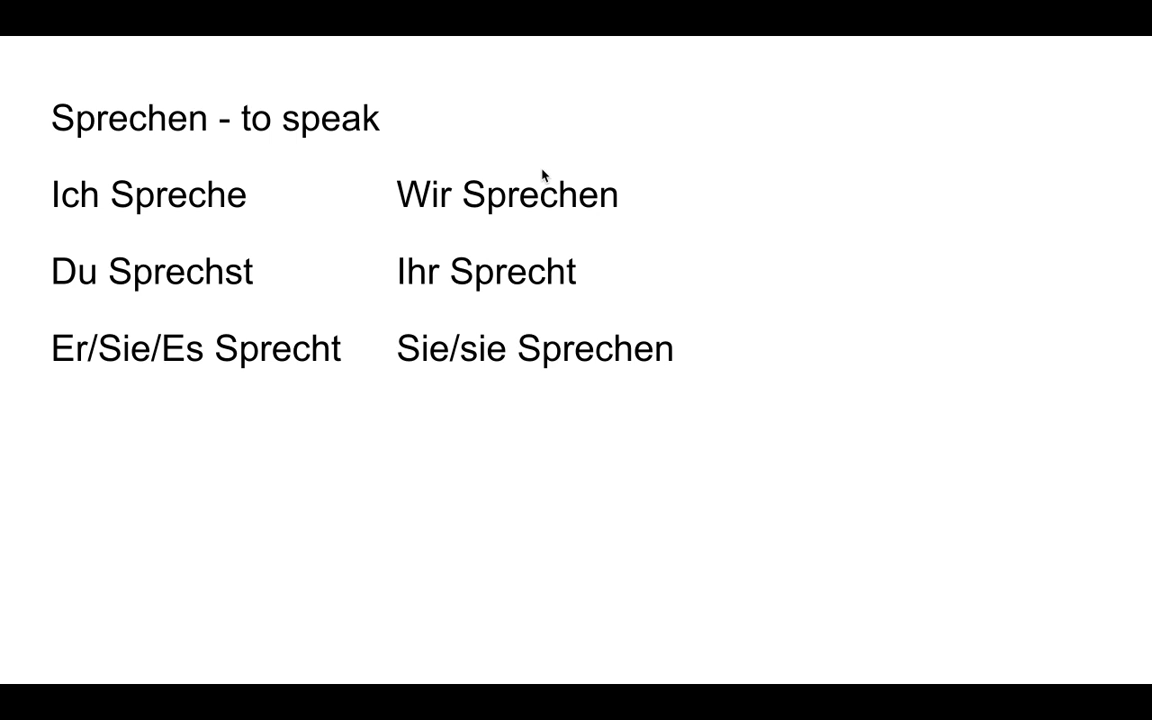 Sprechen - to speak
Ich Spreche Wir Sprechen
Du Sprechst Ihr Sprecht
Er/Sie/Es Sprecht Sie/sie Sprechen